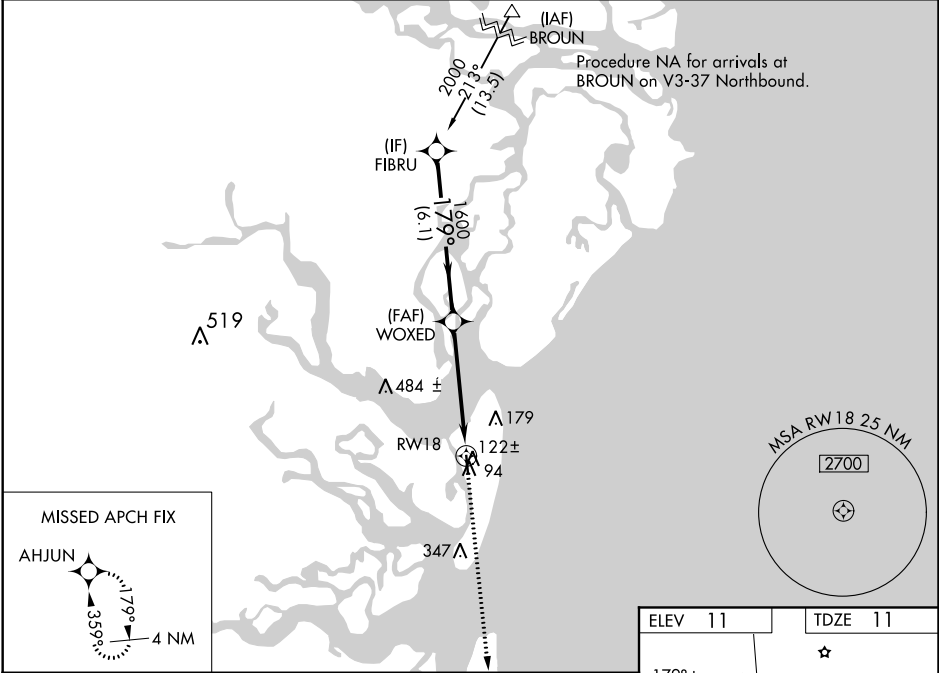 (IAF)
BROUN
Procedure NA for arrivals at
BROUN on V3-37 Northbound.
2000
213°
(13.5)
(IF)
FIBRU
1600
179°
(6.1)
519
(FAF)
WOXED
484 ±
179
RW18
122±
94
347
MSA RW18 25 NM
2700
MISSED APCH FIX
AHJUN
179°
359°
4 NM
ELEV 11
TDZE 11